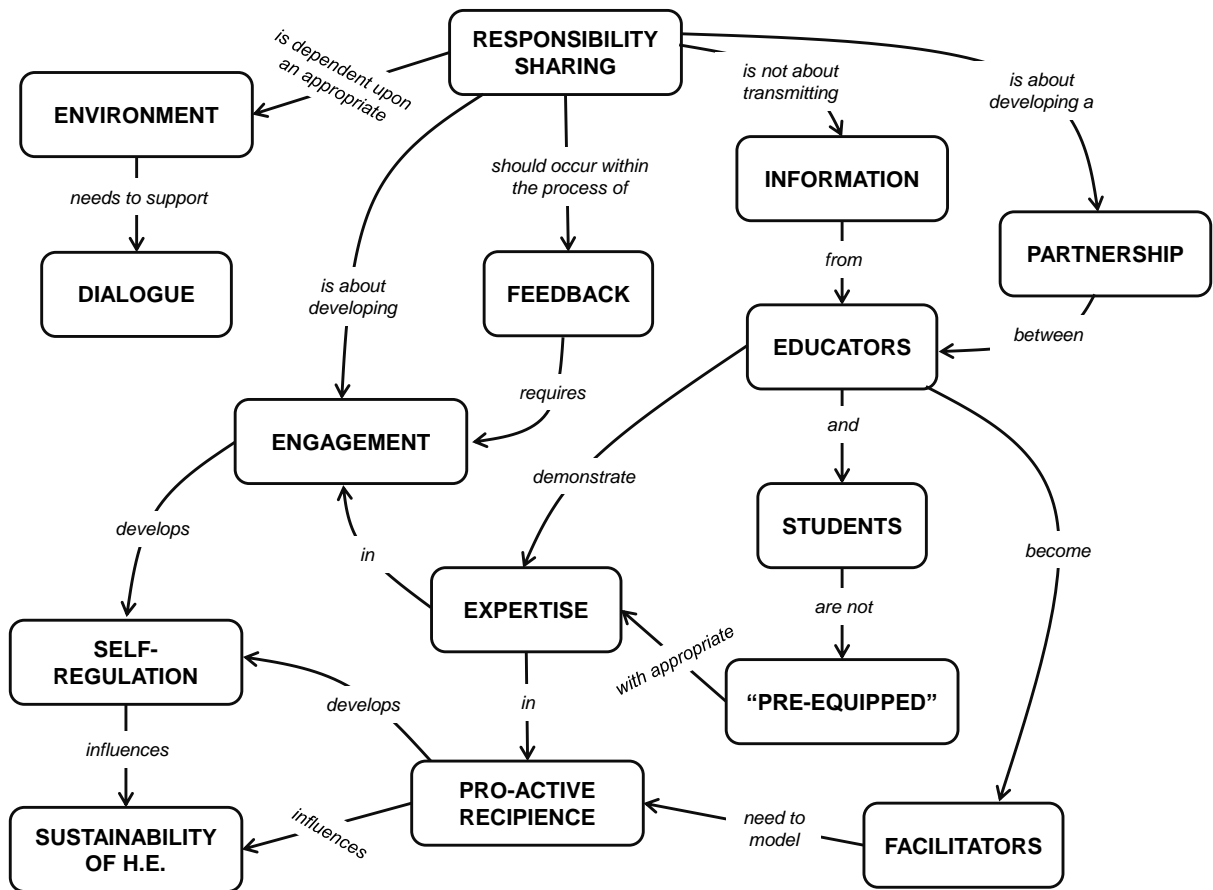 RESPONSIBILITY
SHARING
is dependent upon
an appropriate
is not about
transmitting
is about
developing a
ENVIRONMENT
should occur within
the process of
INFORMATION
needs to support
from
PARTNERSHIP
DIALOGUE
is about
developing
FEEDBACK
EDUCATORS
between
requires
and
ENGAGEMENT
demonstrate
STUDENTS
develops
in
become
EXPERTISE
are not
SELF-
REGULATION
with appropriate
“PRE-EQUIPPED”
develops
in
influences
PRO-ACTIVE
RECIPIENCE
need to
model
FACILITATORS
influences
SUSTAINABILITY
OF H.E.